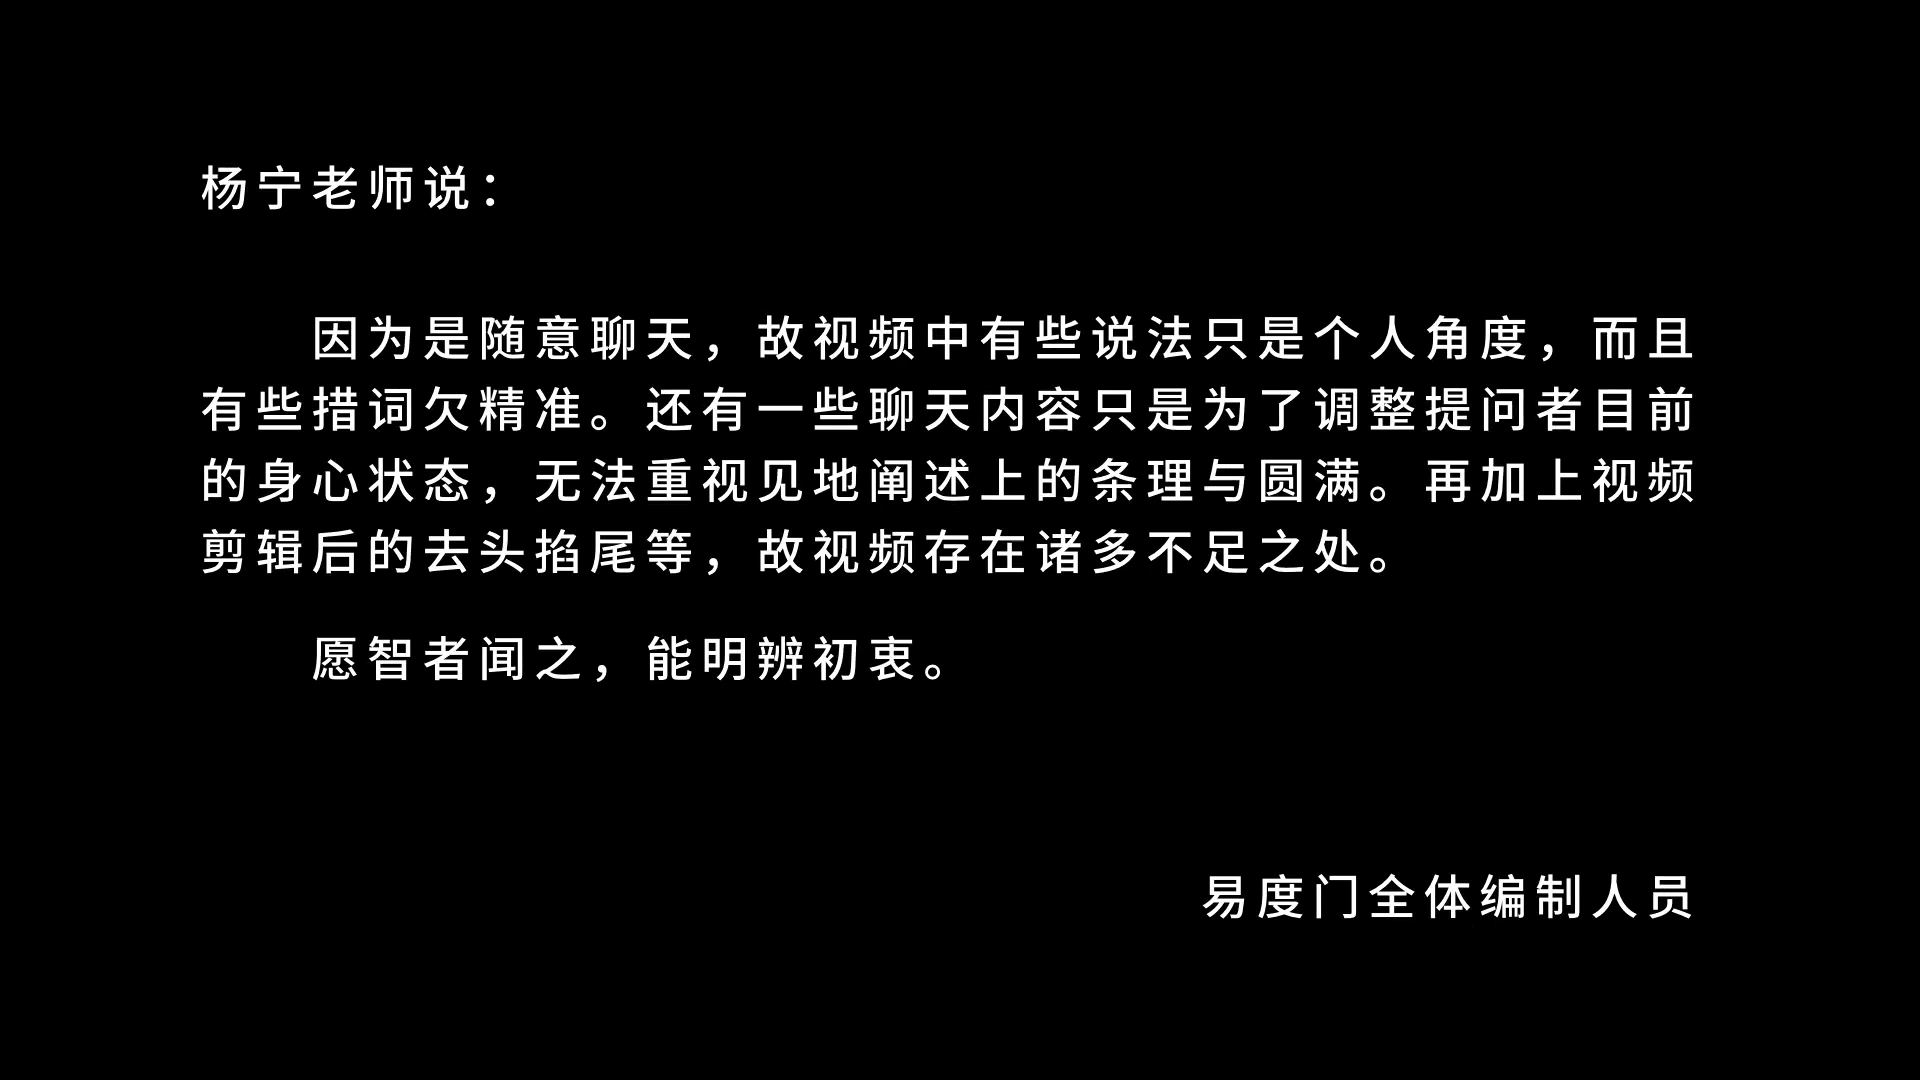 杨宁老师说：
因为是随意聊天，故视频中有些说法只是个人角度，而且
有些措词欠精准。还有一些聊天内容只是为了调整提问者目前
的身心状态，无法重视见地阐述上的条理与圆满。再加上视频
剪辑后的去头掐尾等，故视频存在诸多不足之处。
愿智者闻之，能明辨初衷。
易度门全体编制人员